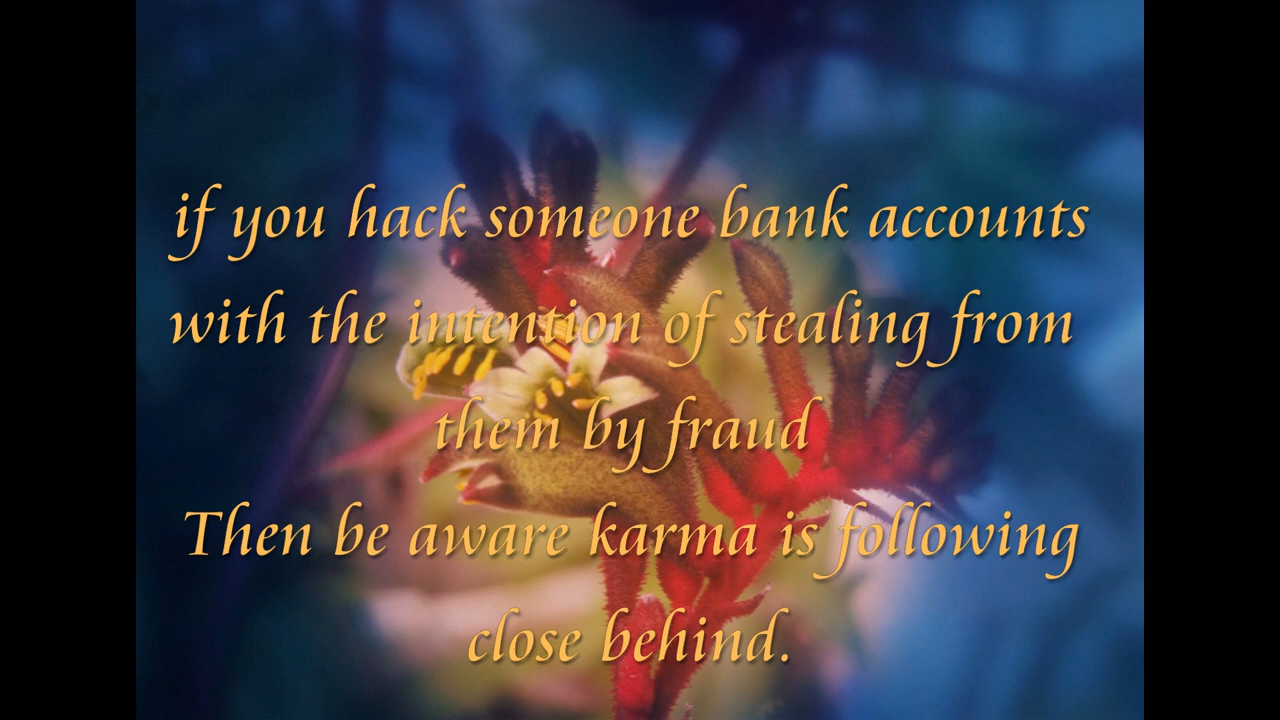 if you hack someone bank accounts
with the intention of stealing from
them by fraud
Then be aware karma is following
close behind.